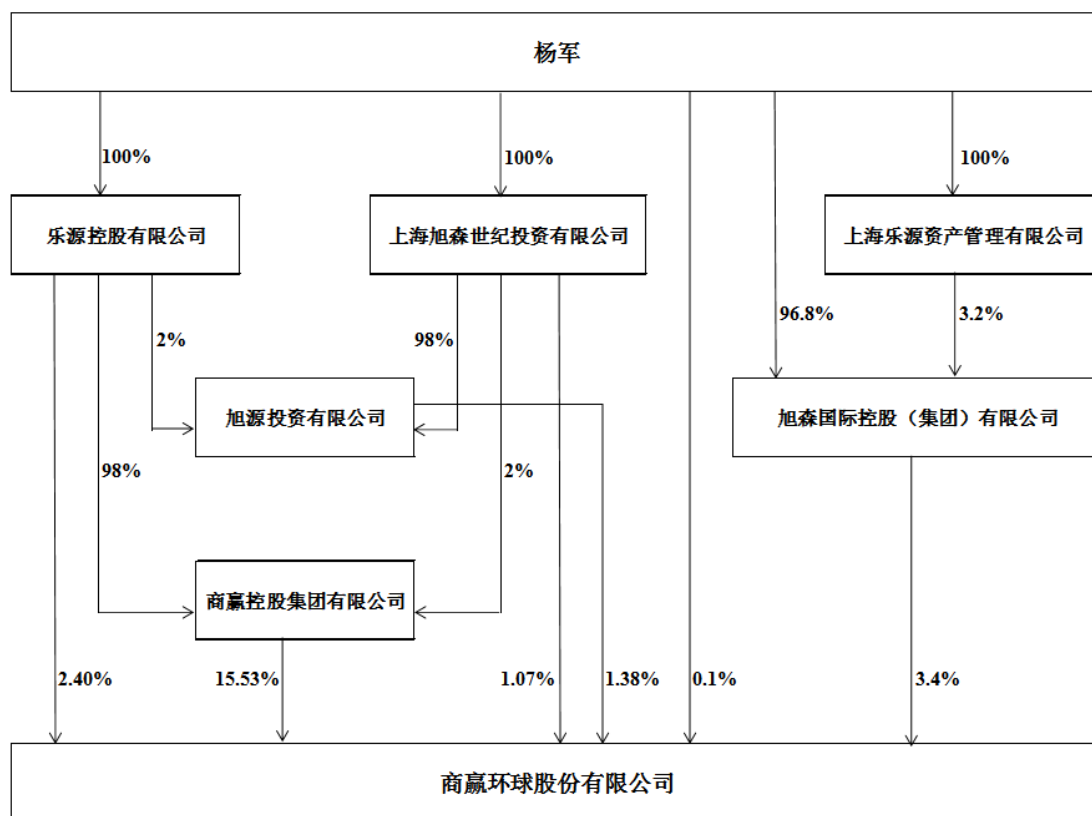 杨军
100%
100%
100%
乐源控股有限公司
上海旭森世纪投资有限公司
上海乐源资产管理有限公司
2%
98%
96.8%
3.2%
旭源投资有限公司
旭森国际控股（集团）有限公司
98%
2%
商赢控股集团有限公司
2.40%
15.53%
1.07%
1.38%
0.1%
3.4%
商赢环球股份有限公司